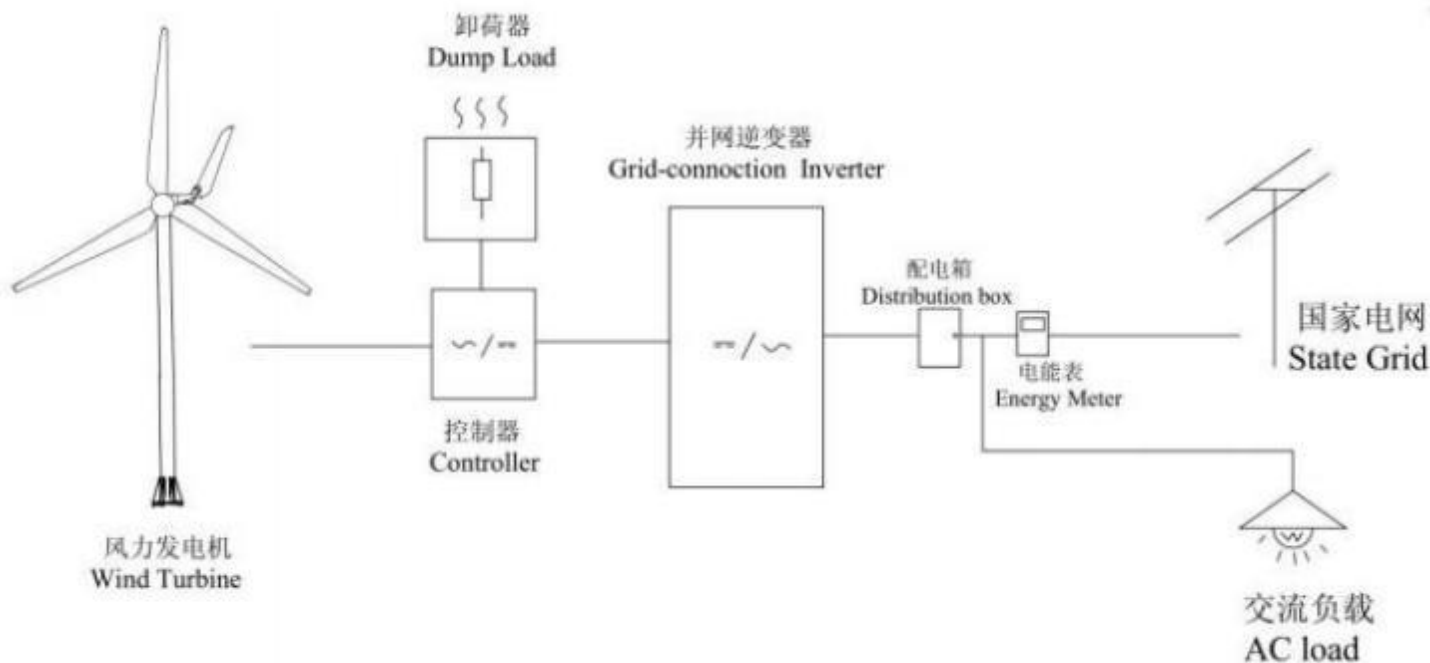 卸荷器
Dump Load
并网逆变器
Grid-connoction Inverter
配电箱
Distribution box
国家电网
State Grid
电能表
Energy Meter
控制器
Controller
风力发电机
Wind Turbine
交流负载
AC load